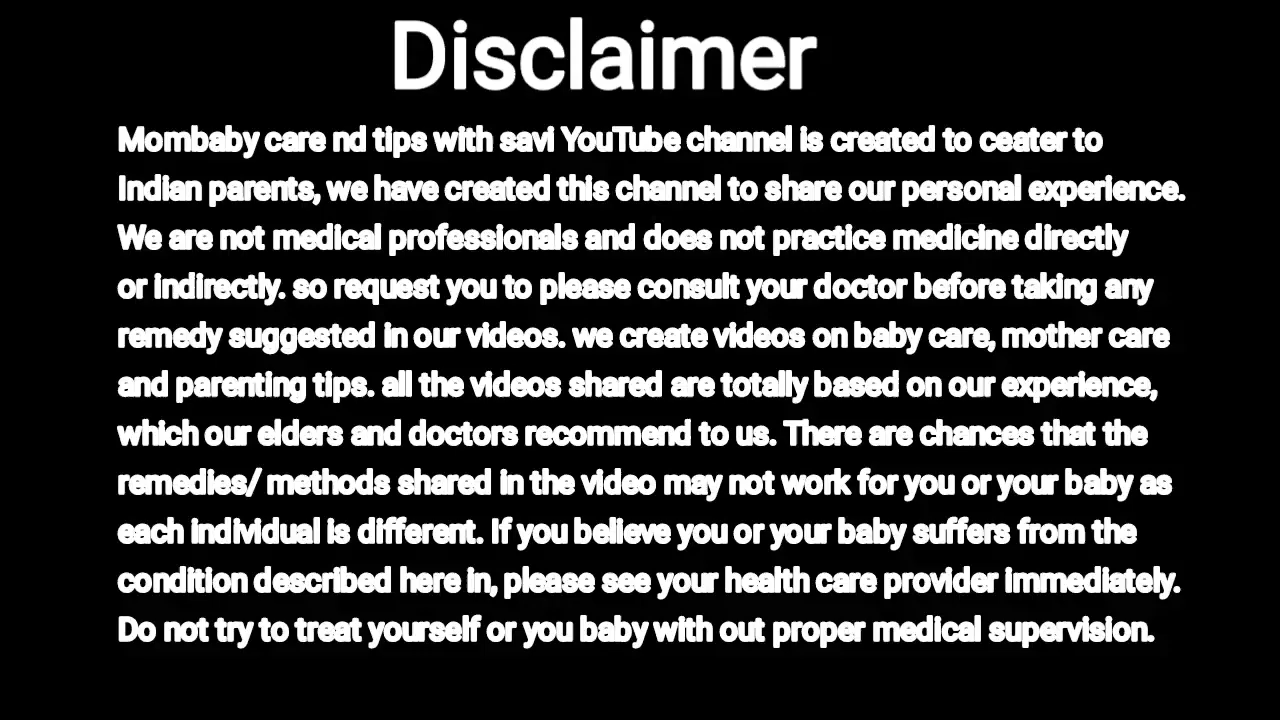 Disclaimer
Mombaby care nd tips with savi YouTube channel is created to ceater to
Indian parents, we have created this channel to share our personal experience.
We are not medical professionals and does not practice medicine directly
or indirectly. so request you to please consult your doctor before taking any
remedy suggested in our videos. we create videos on baby care, mother care
and parenting tips. all the videos shared are totally based on our experience,
which our elders and doctors recommend to us. There are chances that the
remedies/ methods shared in the video may not work for you or your baby as
each individual is different. If you believe you or your baby suffers from the
condition described here in, please see your health care provider immediately.
Do not try to treat yourself or you baby with out proper medical supervision.